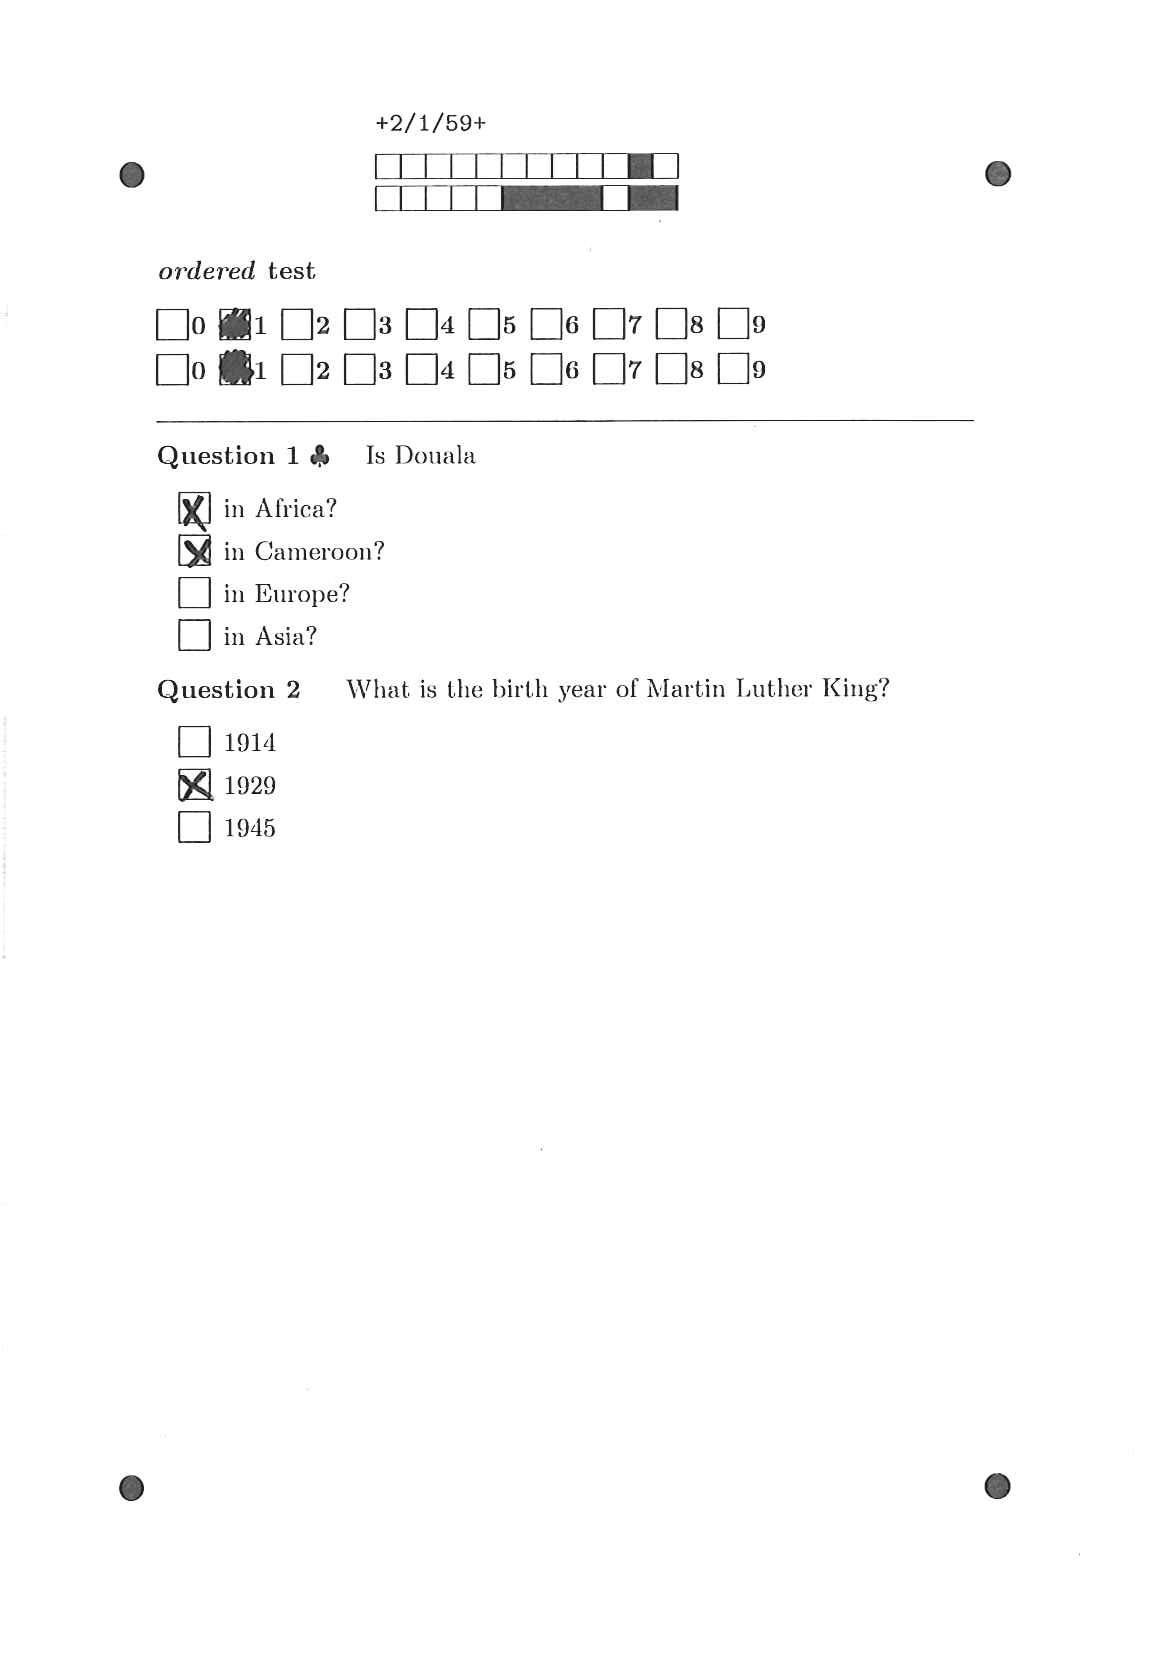 +2/1/59+
ordered test
0 1 2 3 4 5 6 7 8 9
0 1 2 3 4 5 6 7 8 9
Question 1 ♣ Is Douala
in Africa?
in Cameroon?
in Europe?
in Asia?
Question 2 What is the birth year of Martin Luther King?
1914
1929
1945